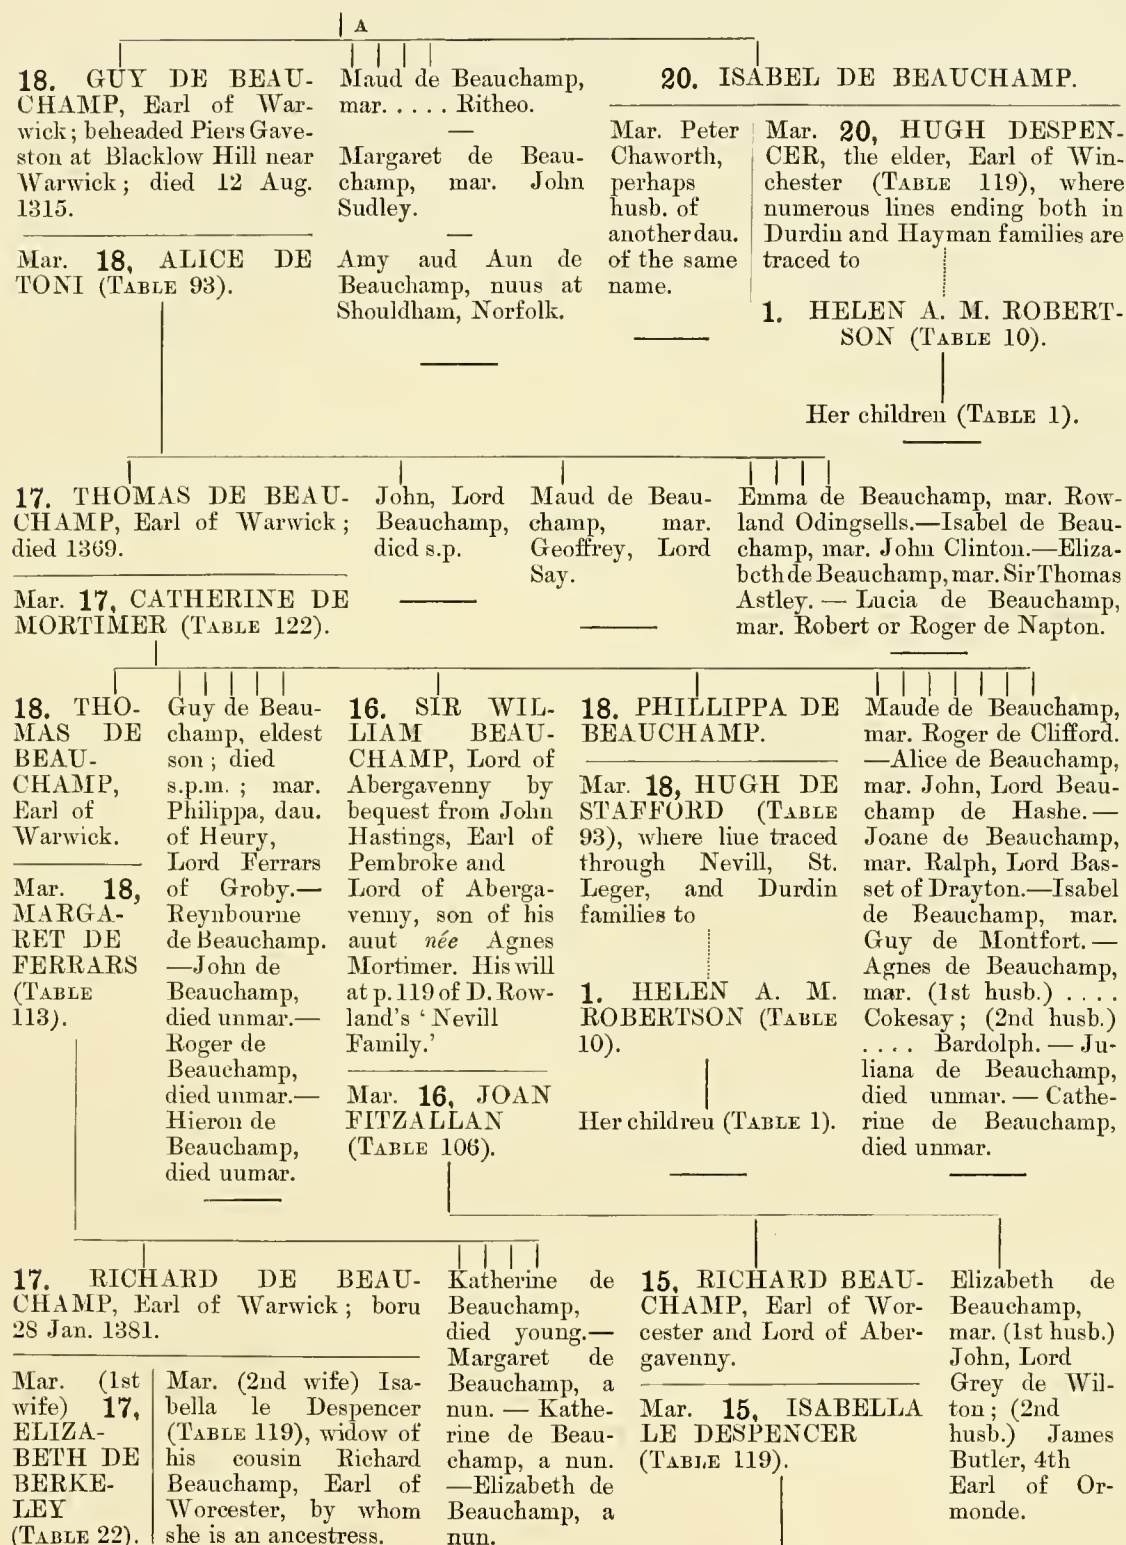 A
18. GUY DE BEAU-
CHAMP, Earl of War-
wick; beheaded Piers Gave-
ston at Blacklow Hill near
Warwick; died 12 Aug.
1315.
Mar. 18, ALICE DE
TONI (TABLE 93).
Maud de Beauchamp,
mar. . . . . Ritheo.
—
Margaret de Beau-
champ, mar. John
Sudley.
—
Amy aud Aun de
Beauchamp, nuus at
Shouldham, Norfolk.
20. ISABEL DE BEAUCHAMP.
Mar. Peter
Chaworth,
perhaps
husb. of
another dau.
of the same
name.
Mar. 20, HUGH DESPEN-
CER, the elder, Earl of Win-
chester (TABLE 119), where
numerous lines ending both in
Durdin and Hayman families are
traced to
1. HELEN A. M. ROBERT-
SON (TABLE 10).
Her children (TABLE 1).
17. THOMAS DE BEAU-
CHAMP, Earl of Warwick;
died 1369.
Mar. 17, CATHERINE DE
MORTIMER (TABLE 122).
John, Lord
Beauchamp,
died s.p.
Maud de Beau-
champ, mar.
Geoffrey, Lord
Say.
Emma de Beauchamp, mar. Row-
land Odingsells.—Isabel de Beau-
champ, mar. John Clinton.—Eliza-
beth de Beauchamp, mar. Sir Thomas
Astley. — Lucia de Beauchamp,
mar. Robert or Roger de Napton.
18. THO-
MAS DE
BEAU-
CHAMP,
Earl of
Warwick.
Mar. 18,
MARGA-
RET DE
FERRARS
(TABLE
113).
Guy de Beau-
champ, eldest
son; died
s.p.m.; mar.
Philippa, dau.
of Heury,
Lord Ferrars
of Groby.—
Reynbourne
de Beauchamp.
—John de
Beauchamp,
died unmar.—
Roger de
Beauchamp,
died unmar.—
Hieron de
Beauchamp,
died uumar.
16. SIR WIL-
LIAM BEAU-
CHAMP, Lord of
Abergavenny by
bequest from John
Hastings, Earl of
Pembroke and
Lord of Aberga-
venny, son of his
auut née Agnes
Mortimer. His will
at p. 119 of D. Row-
land's 'Nevill
Family.'
Mar. 16, JOAN
FITZALLAN
(TABLE 106).
18. PHILLIPPA DE
BEAUCHAMP.
Mar. 18, HUGH DE
STAFFORD (TABLE
93), where liue traced
through Nevill, St.
Leger, and Durdin
families to
1. HELEN A. M.
ROBERTSON (TABLE
10).
Her childreu (TABLE 1).
Maude de Beauchamp,
mar. Roger de Clifford.
—Alice de Beauchamp,
mar. John, Lord Beau-
champ de Hashe.—
Joane de Beauchamp,
mar. Ralph, Lord Bas-
set of Drayton.—Isabel
de Beauchamp, mar.
Guy de Montfort.—
Agnes de Beauchamp,
mar. (1st husb.) . . . .
Cokesay; (2nd husb.)
. . . . Bardolph. — Ju-
liana de Beauchamp,
died unmar. — Cathe-
rine de Beauchamp,
died unmar.
17. RICHARD DE BEAU-
CHAMP, Earl of Warwick; boru
28 Jan. 1381.
Mar. (1st
wife) 17,
ELIZA-
BETH DE
BERKE-
LEY
(TABLE 22).
Mar. (2nd wife) Isa-
bella le Despencer
(TABLE 119), widow of
his cousin Richard
Beauchamp, Earl of
Worcester, by whom
she is an ancestress.
Katherine de
Beauchamp,
died young.—
Margaret de
Beauchamp, a
nun. — Kathe-
rine de Beau-
champ, a nun.
—Elizabeth de
Beauchamp, a
nun.
15, RICHARD BEAU-
CHAMP, Earl of Wor-
cester and Lord of Aber-
gavenny.
Mar. 15, ISABELLA
LE DESPENCER
(TABLE 119).
Elizabeth de
Beauchamp,
mar. (1st husb.)
John, Lord
Grey de Wil-
ton; (2nd
husb.) James
Butler, 4th
Earl of Or-
monde.